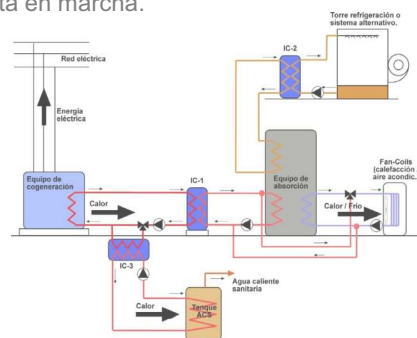 ta en marcha.
Torre refrigeración o
sistema alternativo.
IC-2
Red eléctrica
Energía
eléctrica
Equipo de
cogeneración
IC-1
Equipo de
absorción
Fan-Coils
(calefacción
aire acondic.
Calor
Calor / Frio
IC-3
Agua caliente
sanitaria
Calor
Tanque
ACS